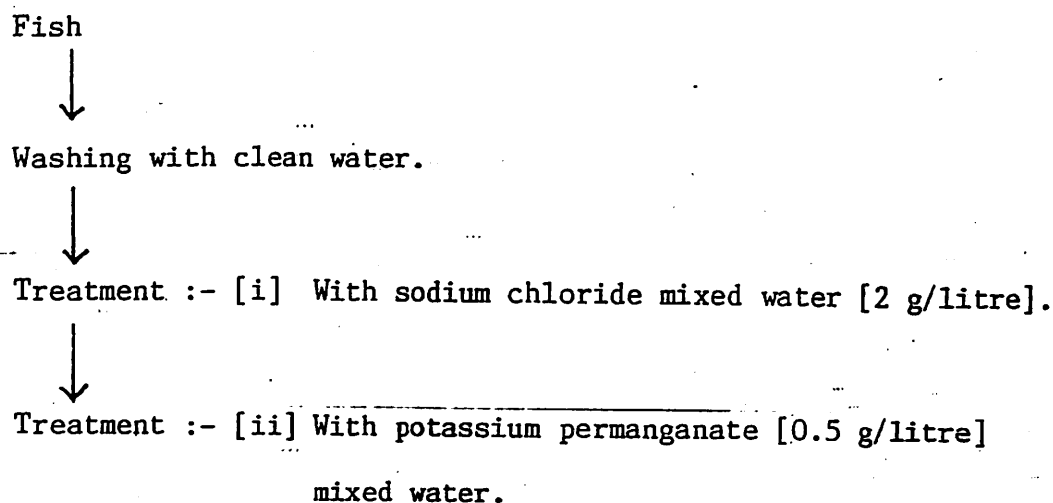 Fish
Washing with clean water.
Treatment :- [i] With sodium chloride mixed water [2 g/litre].
Treatment :- [ii] With potassium permanganate [0.5 g/litre]
mixed water.